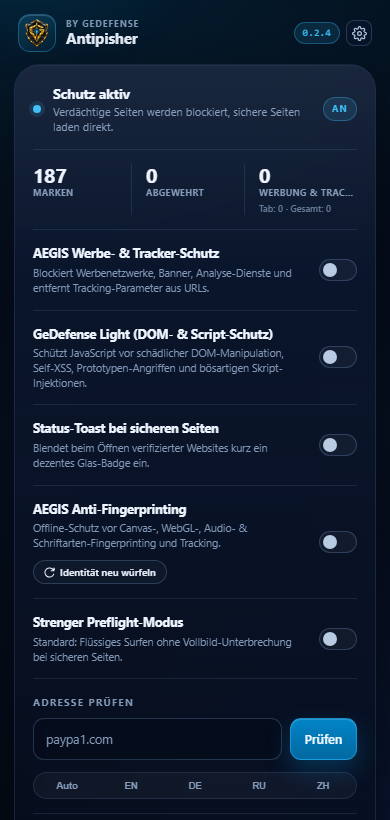 BY GEDEFENSE
Antipisher
0.2.4
Schutz aktiv
Verdächtige Seiten werden blockiert, sichere Seiten
laden direkt.
AN
187
MARKEN
0
ABGEWEHRT
0
WERBUNG & TRAC...
Tab: 0 · Gesamt: 0
AEGIS Werbe- & Tracker-Schutz
Blockiert Werbenetzwerke, Banner, Analyse-Dienste und
entfernt Tracking-Parameter aus URLs.
GeDefense Light (DOM- & Script-Schutz)
Schützt JavaScript vor schädlicher DOM-Manipulation,
Self-XSS, Prototypen-Angriffen und bösartigen Skript-
Injektionen.
Status-Toast bei sicheren Seiten
Blendet beim Öffnen verifizierter Websites kurz ein
dezentes Glas-Badge ein.
AEGIS Anti-Fingerprinting
Offline-Schutz vor Canvas-, WebGL-, Audio- &
Schriftarten-Fingerprinting und Tracking.
Identität neu würfeln
Strenger Preflight-Modus
Standard: Flüssiges Surfen ohne Vollbild-Unterbrechung
bei sicheren Seiten.
ADRESSE PRÜFEN
paypa1.com
Prüfen
Auto EN DE RU ZH